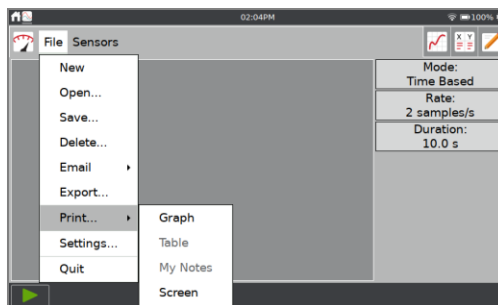 02:04PM
100%
File Sensors
X Y
New
Open...
Save...
Delete...
Email
Export...
Print...
Settings...
Quit
Graph
Table
My Notes
Screen
Mode:
Time Based
Rate:
2 samples/s
Duration:
10.0 s